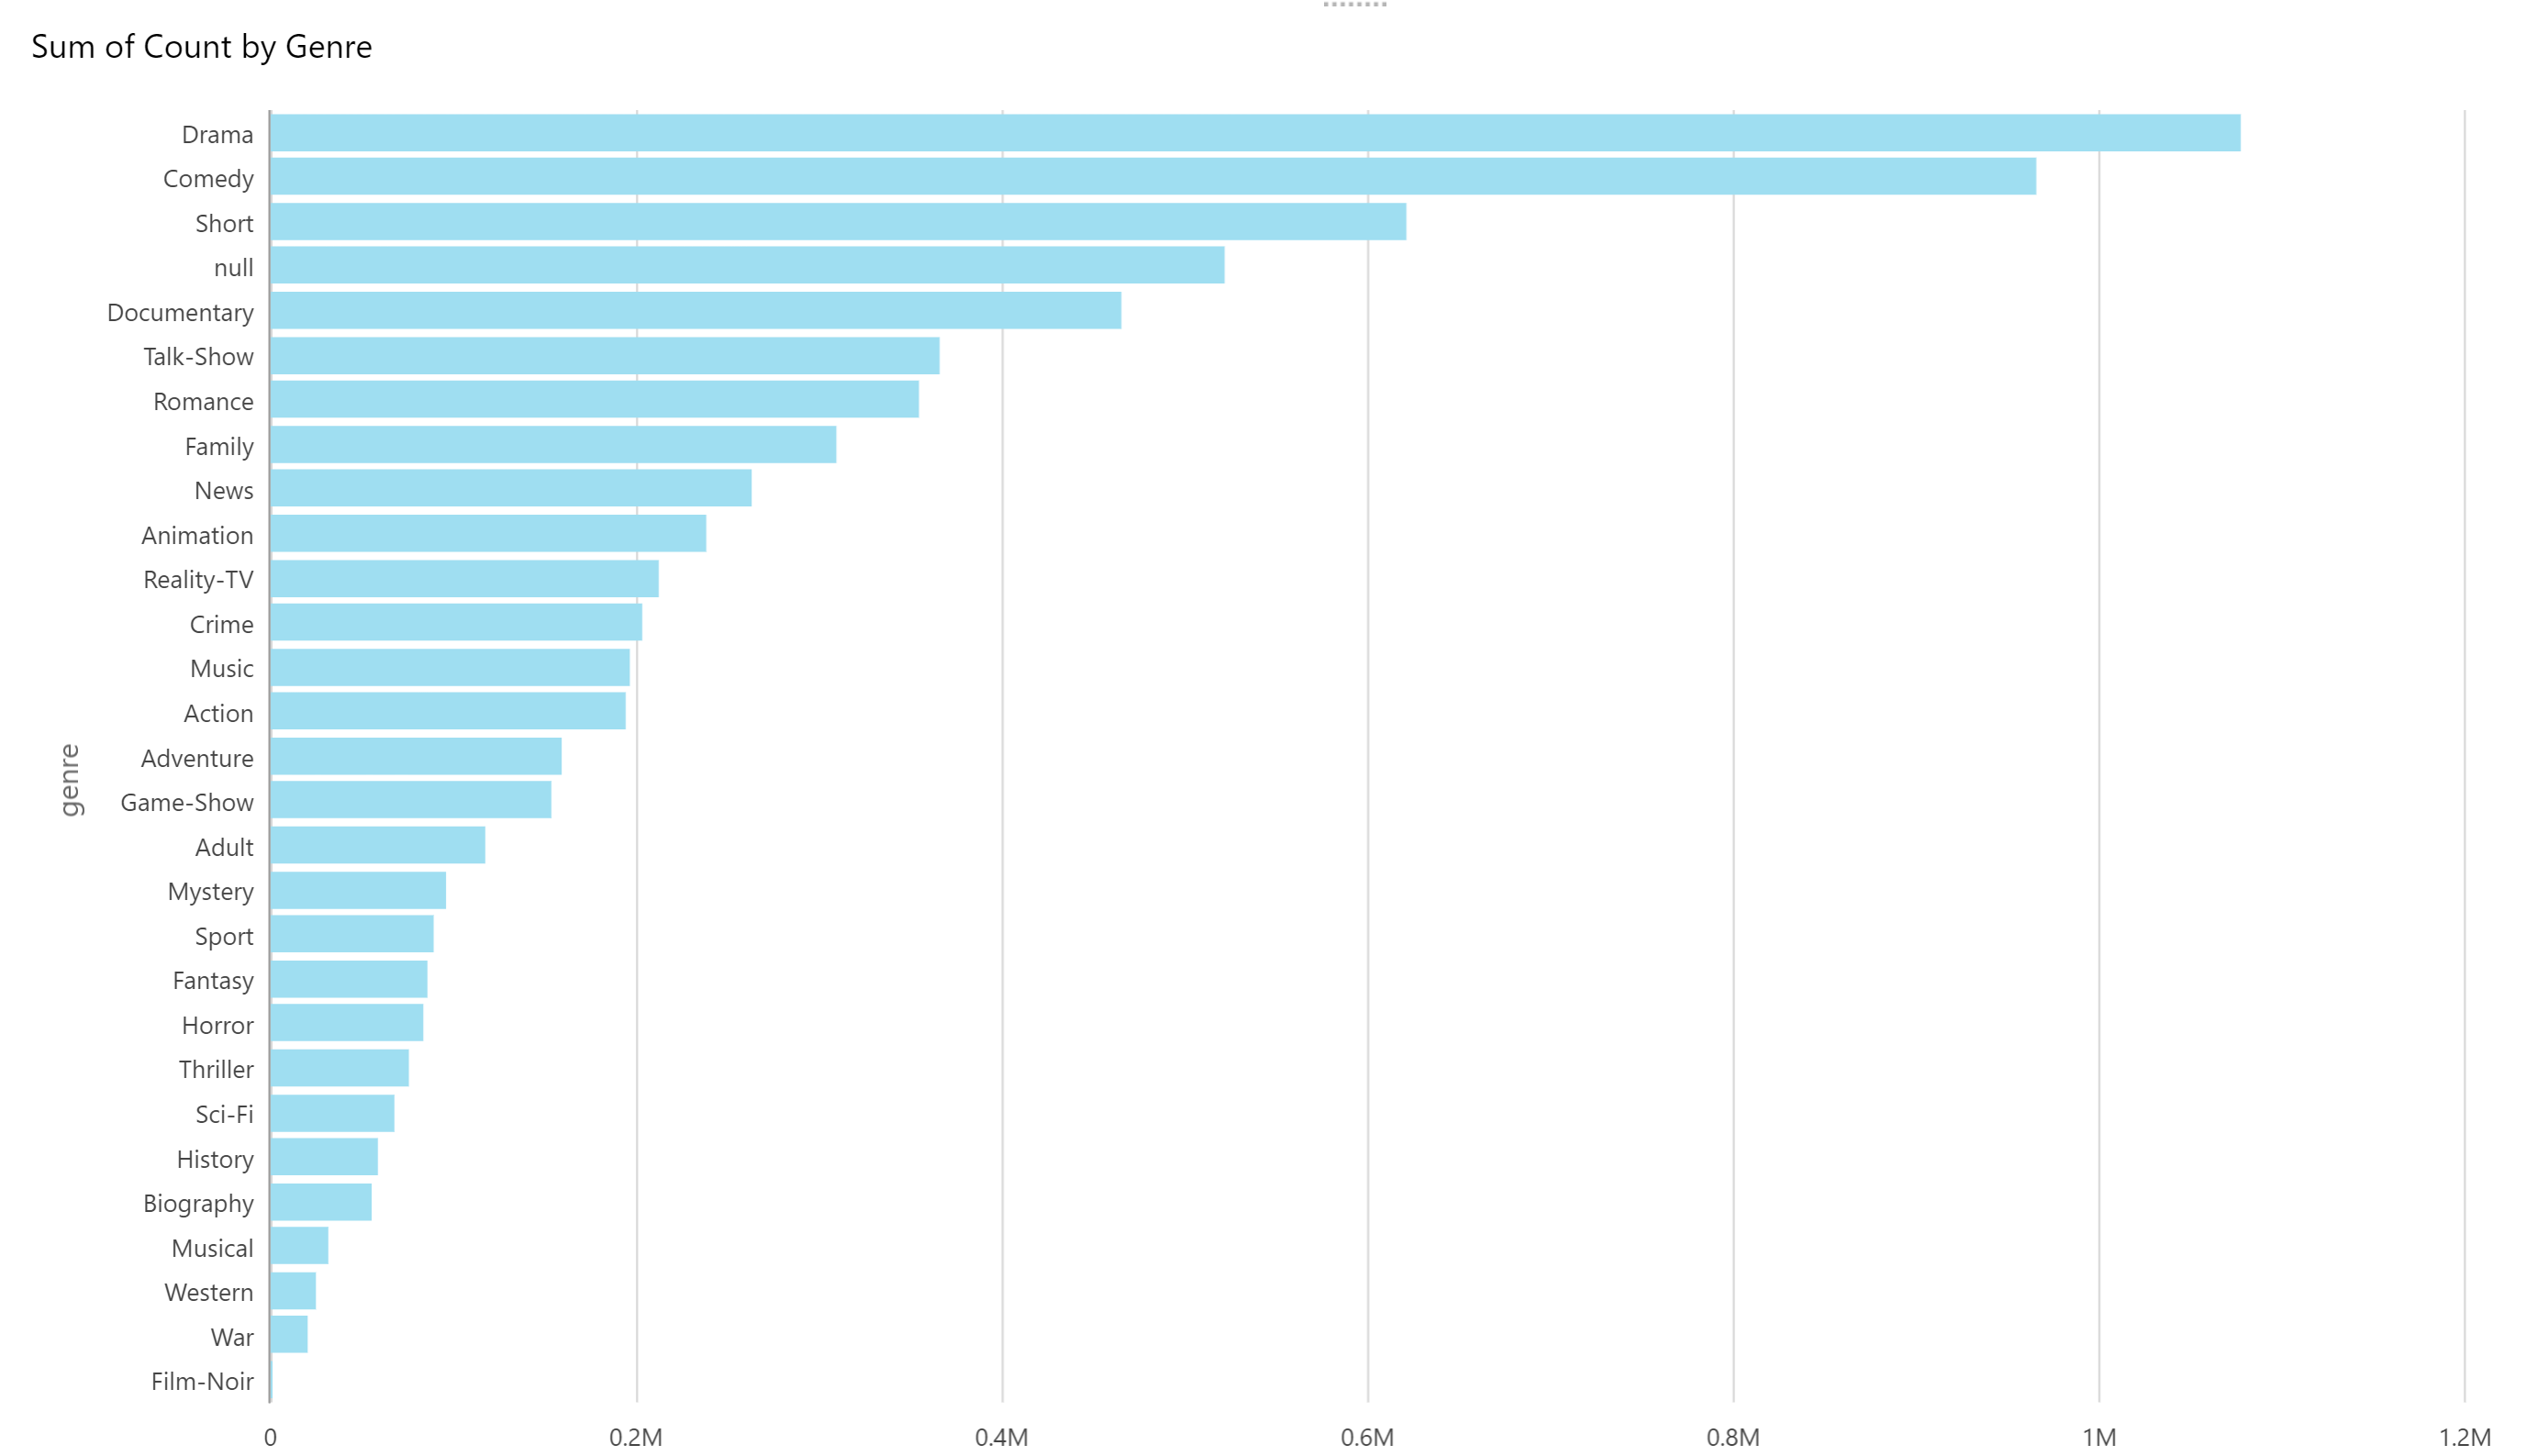 Sum of Count by Genre
Drama
Comedy
Short
null
Documentary
Talk-Show
Romance
Family
News
Animation
Reality-TV
Crime
Music
Action
Adventure
Game-Show
Adult
Mystery
Sport
Fantasy
Horror
Thriller
Sci-Fi
History
Biography
Musical
Western
War
Film-Noir
genre
0 0.2M 0.4M 0.6M 0.8M 1M 1.2M